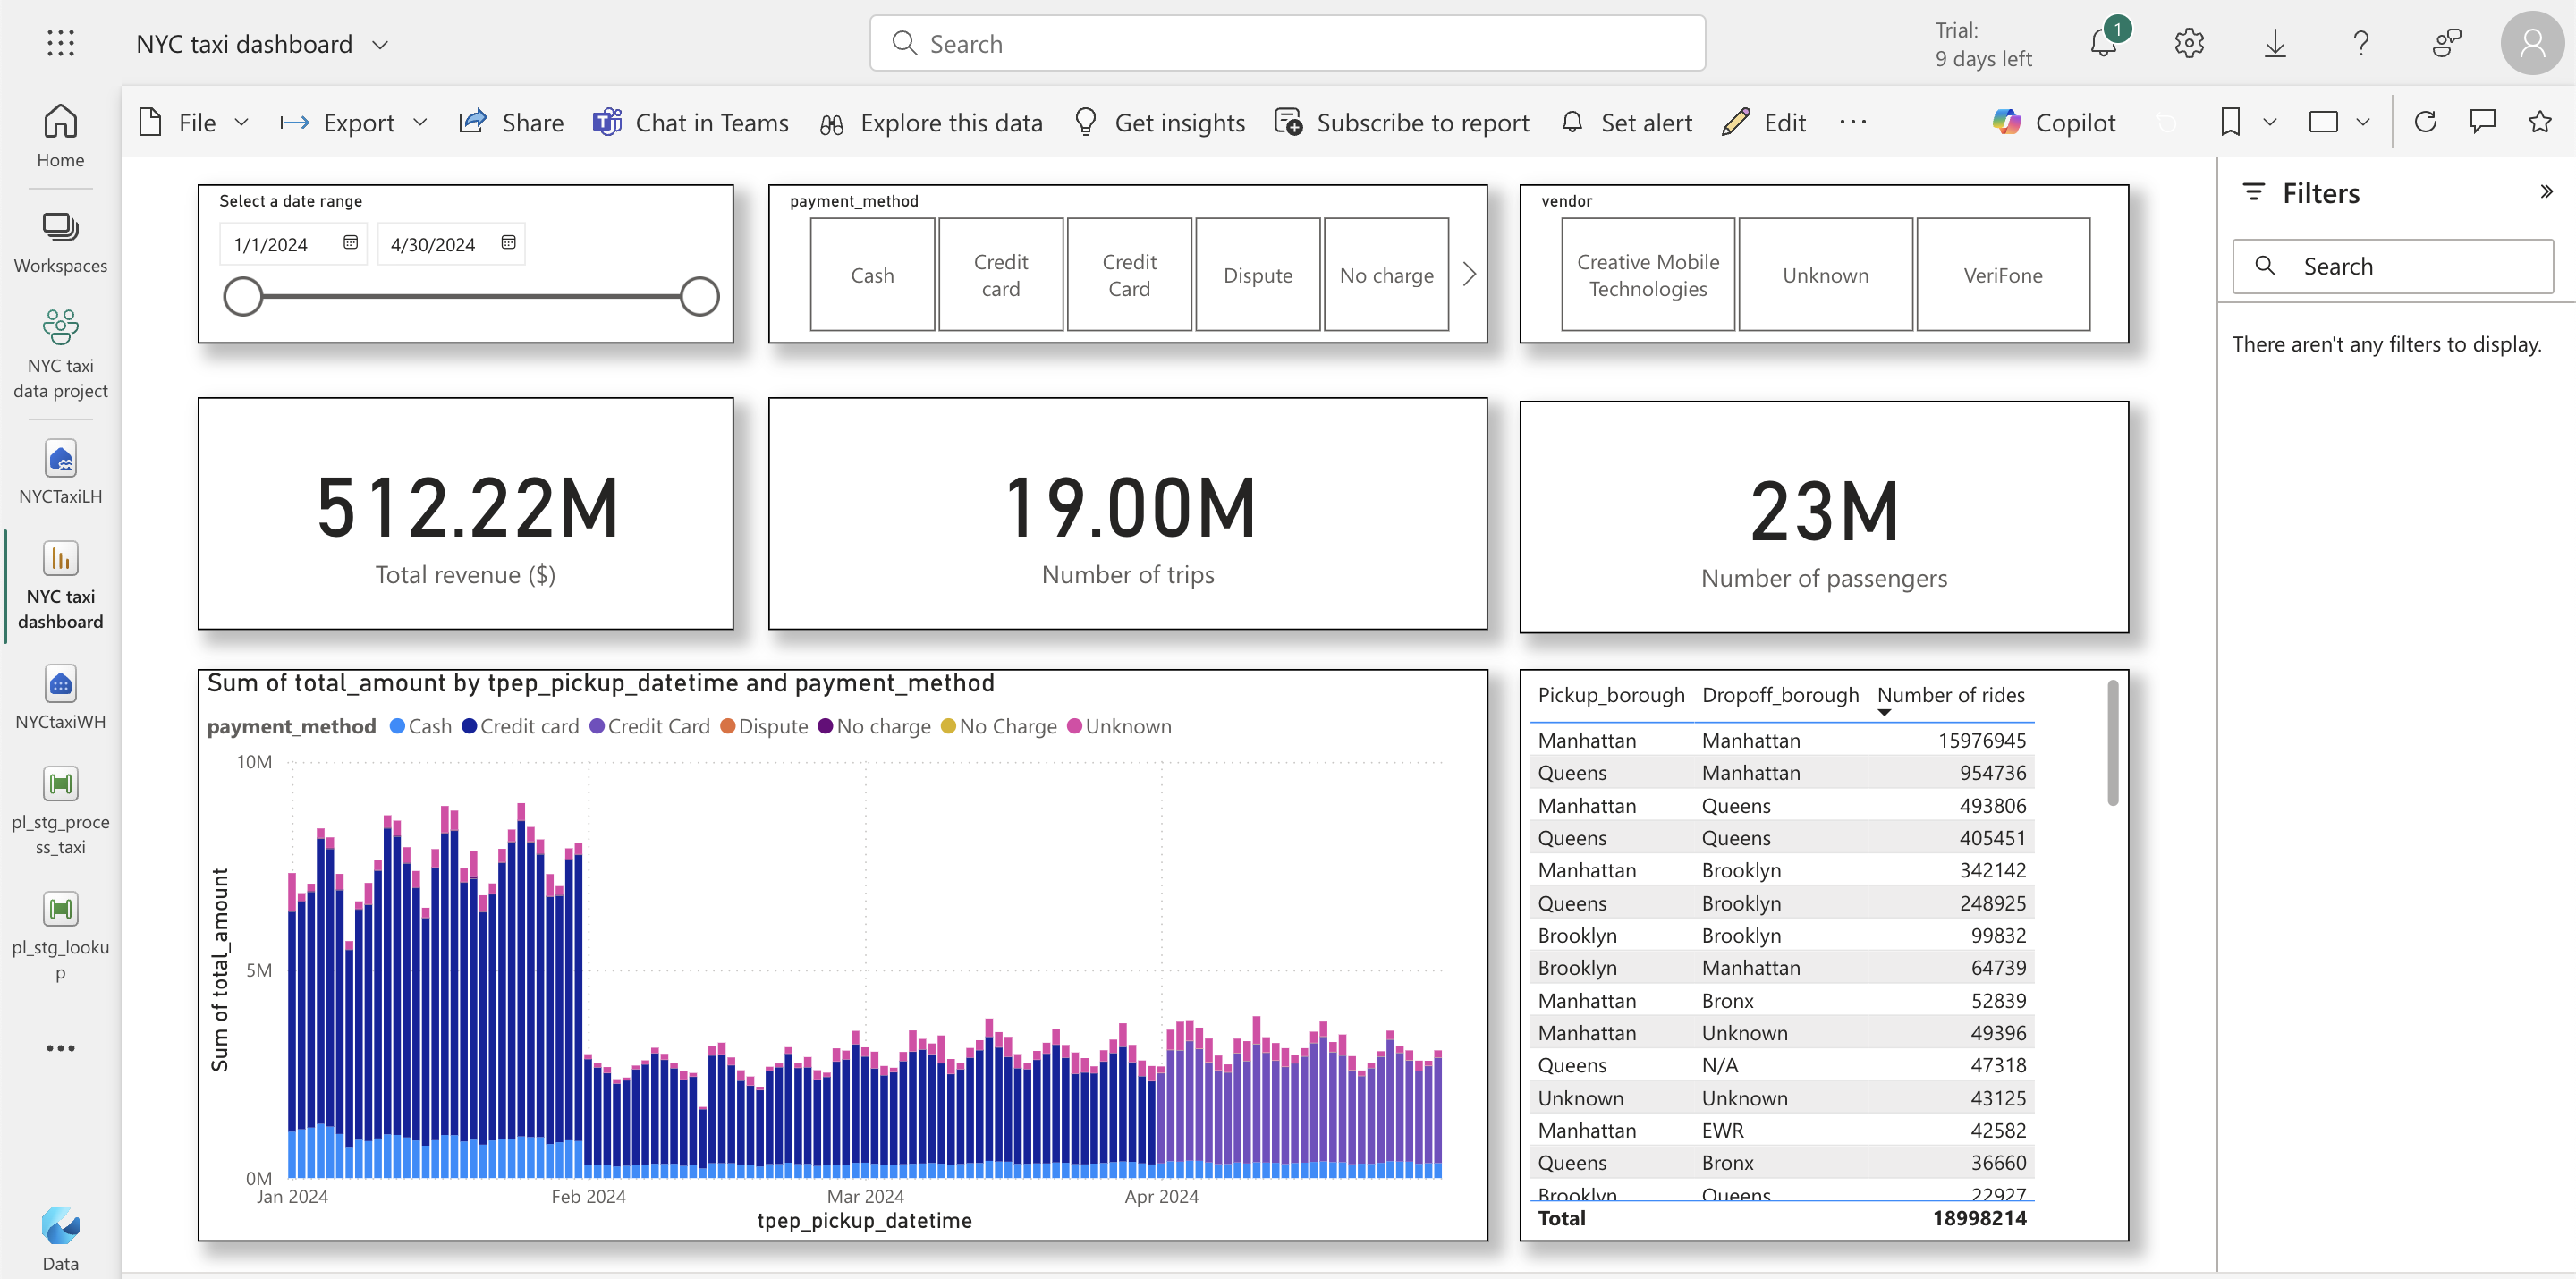 NYC taxi dashboard
Search
Trial:
9 days left
1
File
Export
Share
Chat in Teams
Explore this data
Get insights
Subscribe to report
Set alert
Edit
Copilot
Home
Workspaces
NYC taxi
data project
NYCTaxiLH
NYC taxi
dashboard
NYCtaxiWH
pl_stg_proce
ss_taxi
pl_stg_looku
p
Data
Select a date range
1/1/2024
4/30/2024
payment_method
Cash
Credit
card
Credit
Card
Dispute
No charge
vendor
Creative Mobile
Technologies
Unknown
VeriFone
Filters
Search
There aren't any filters to display.
512.22M
Total revenue ($)
19.00M
Number of trips
23M
Number of passengers
Sum of total_amount by tpep_pickup_datetime and payment_method
payment_method Cash Credit card Credit Card Dispute No charge No Charge Unknown
Sum of total_amount
10M
5M
0M
Jan 2024 Feb 2024 Mar 2024 Apr 2024
tpep_pickup_datetime
Pickup_borough Dropoff_borough Number of rides
Manhattan Manhattan 15976945
Queens Manhattan 954736
Manhattan Queens 493806
Queens Queens 405451
Manhattan Brooklyn 342142
Queens Brooklyn 248925
Brooklyn Brooklyn 99832
Brooklyn Manhattan 64739
Manhattan Bronx 52839
Manhattan Unknown 49396
Queens N/A 47318
Unknown Unknown 43125
Manhattan EWR 42582
Queens Bronx 36660
Brooklyn Queens 22927
Total 18998214